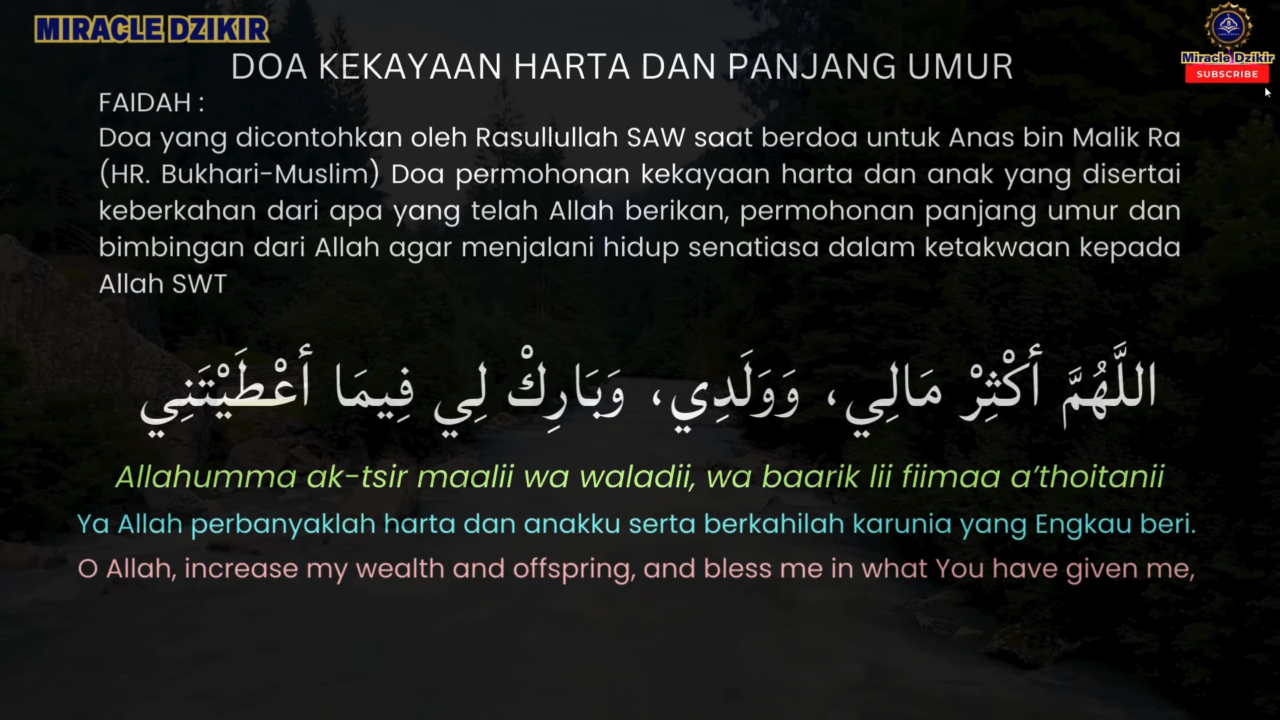 MIRACLE DZIKIR
Miracle Dzikir
SUBSCRIBE
DOA KEKAYAAN HARTA DAN PANJANG UMUR
FAIDAH :
Doa yang dicontohkan oleh Rasullullah SAW saat berdoa untuk Anas bin Malik Ra
(HR. Bukhari-Muslim) Doa permohonan kekayaan harta dan anak yang disertai
keberkahan dari apa yang telah Allah berikan, permohonan panjang umur dan
bimbingan dari Allah agar menjalani hidup senatiasa dalam ketakwaan kepada
Allah SWT
اللَّهُمَّ أَكْثِرْ مَالِي، وَوَلَدِي، وَبَارِكْ لِي فِيمَا أَعْطَيْتَنِي
Allahumma ak-tsir maalii wa waladii, wa baarik lii fiimaa a’thoitanii
Ya Allah perbanyaklah harta dan anakku serta berkahilah karunia yang Engkau beri.
O Allah, increase my wealth and offspring, and bless me in what You have given me,